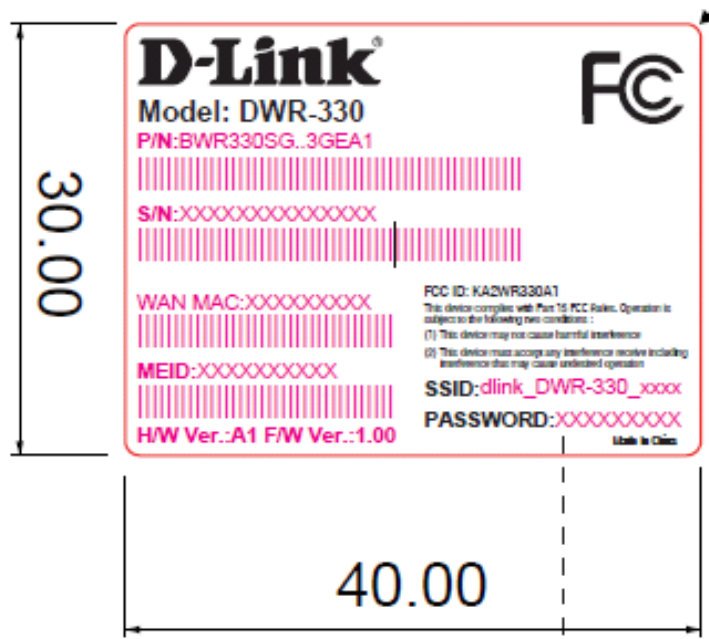 D-Link®
Model: DWR-330
P/N:BWR330SG..3GEA1
S/N:XXXXXXXXXXXXXX
WAN MAC:XXXXXXXXX
MEID:XXXXXXXXXX
H/W Ver.:A1 F/W Ver.:1.00
FC
FCC ID: KA2WR330A1
This device complies with Part 15 FCC Rules. Operation is
subject to the following two conditions :
(1) This device may not cause harmful interference
(2) This device must accept any interference receive including
interference that may cause undesired operation
SSID:dlink_DWR-330_xxxx
PASSWORD:XXXXXXXXX
Made in China
30.00
40.00